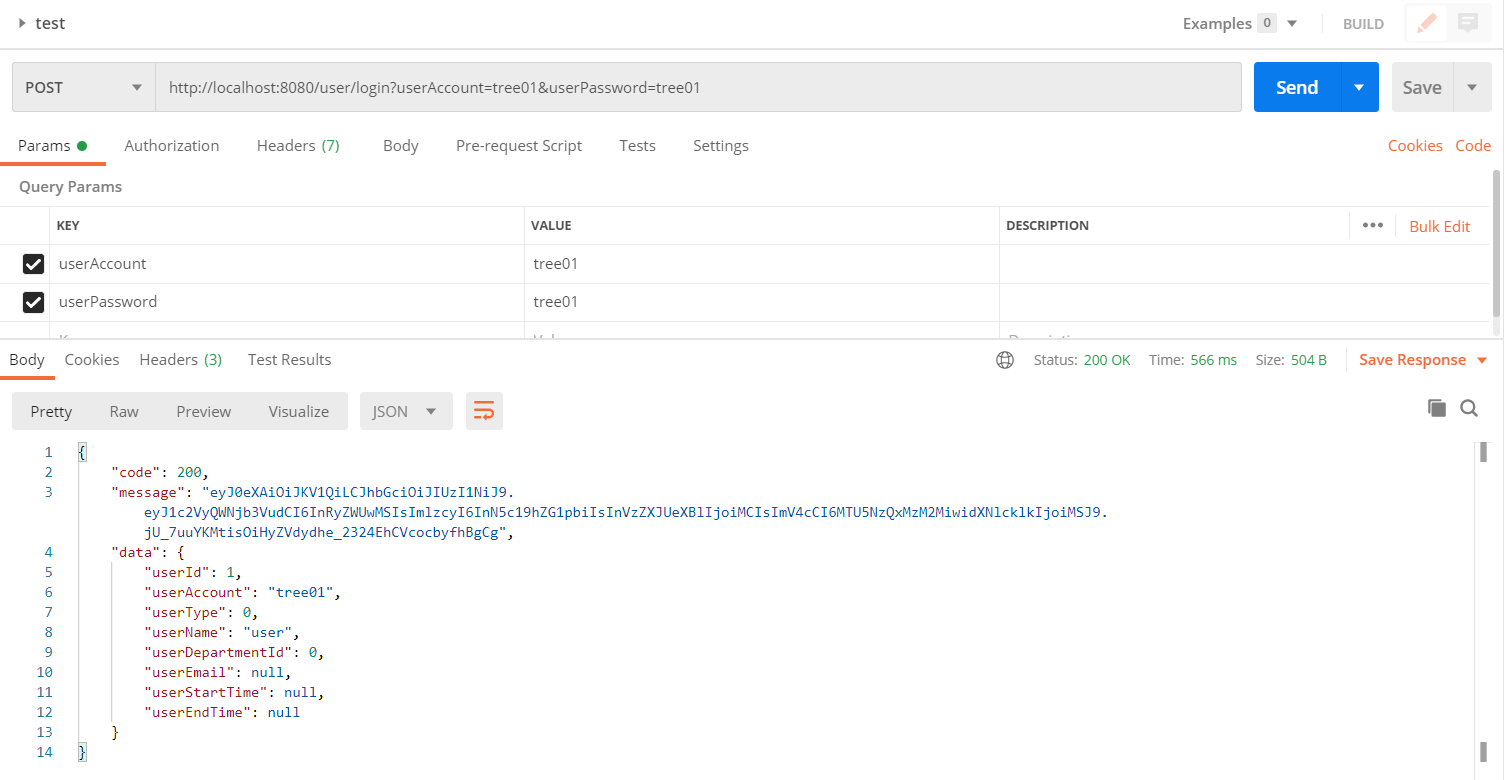 test
Examples 0
BUILD
POST
http://localhost:8080/user/login?userAccount=tree01&userPassword=tree01
Send
Save
Params
Authorization
Headers (7)
Body
Pre-request Script
Tests
Settings
Cookies
Code
Query Params
KEY
VALUE
DESCRIPTION
Bulk Edit
userAccount
tree01
userPassword
tree01
Body
Cookies
Headers (3)
Test Results
Status: 200 OK
Time: 566 ms
Size: 504 B
Save Response
Pretty
Raw
Preview
Visualize
JSON
1 {
2 "code": 200,
3 "message": "eyJ0eXAiOiJKV1QiLCJhbGciOiJIUzI1NiJ9.
eyJ1c2VyQWNjb3VudCI6InRyZWUwMSIsImlzcyI6InN5c19hZG1pbiIsInVzZXJUeXBlIjoiMCIsImV4cCI6MTU5NzQxMzM2MiwidXNlcklkIjoiMSJ9.
jU_7uuYKMtisOiHyZVdydhe_2324EhCVcocbyfhBgCg",
4 "data": {
5 "userId": 1,
6 "userAccount": "tree01",
7 "userType": 0,
8 "userName": "user",
9 "userDepartmentId": 0,
10 "userEmail": null,
11 "userStartTime": null,
12 "userEndTime": null
13 }
14 }